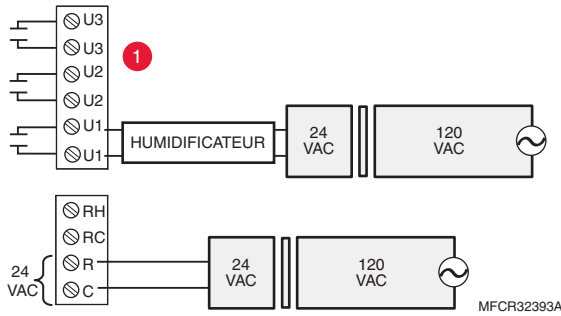 U3
U3
U2
U2
U1
U1
1
HUMIDIFICATEUR
24
VAC
120
VAC
RH
RC
R
C
24
VAC
24
VAC
120
VAC
MFCR32393A